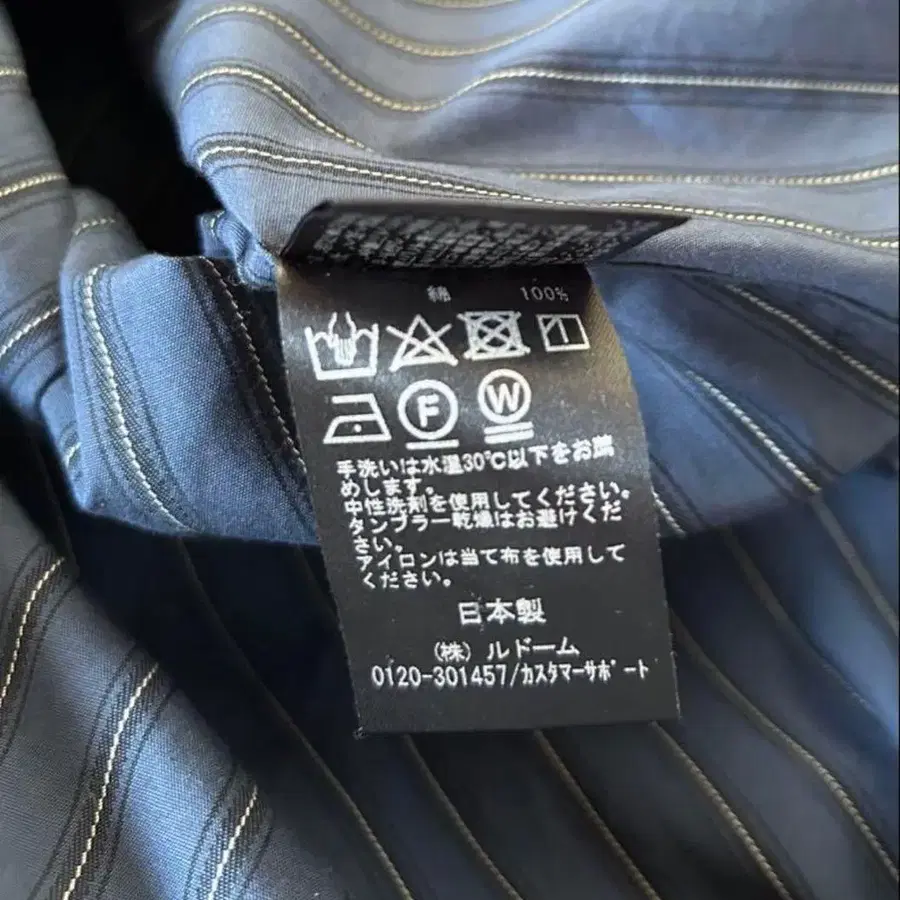 綿 100%
F W
手洗いは水温30℃以下をお薦
めします。
中性洗剤を使用してください。
タンブラー乾燥はお避けくだ
さい。
アイロンは当て布を使用して
ください。
日本製
(株) ルドーム
0120-301457/カスタマーサポート